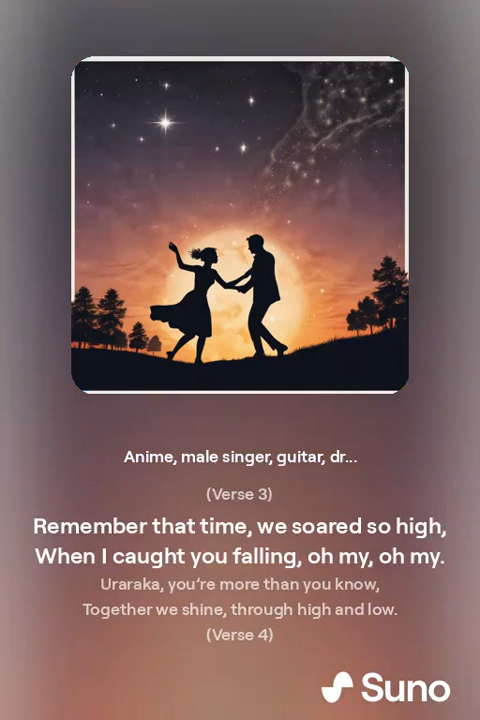 Anime, male singer, guitar, dr...
(Verse 3)
Remember that time, we soared so high,
When I caught you falling, oh my, oh my.
Uraraka, you’re more than you know,
Together we shine, through high and low.
(Verse 4)
Suno